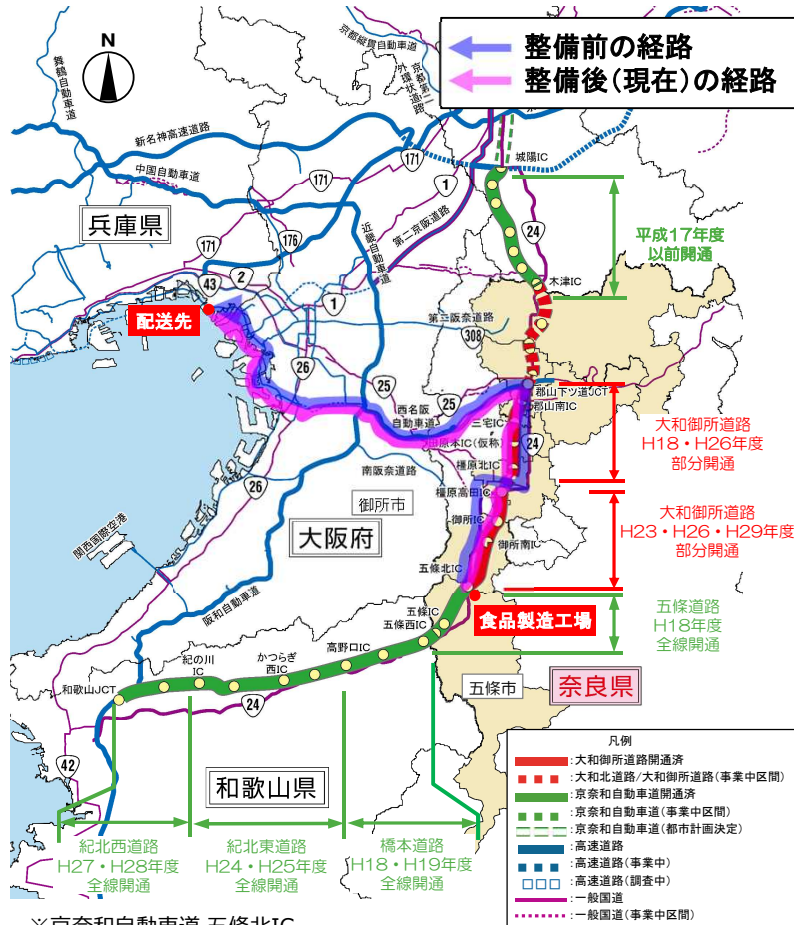 整備前の経路
整備後(現在)の経路
N
舞鶴自動車道
京都縦貫自動車道
京都第二
外環状道路
新名神高速道路
中国自動車道
171
171
171
176
1
1
2
43
24
城陽IC
第二京阪道路
近畿自動車道
平成17年度
以前開通
木津IC
兵庫県
配送先
第二阪奈道路
308
26
25
25
西名阪
自動車道
郡山下ツ道JCT
郡山南IC
三宅IC
田原本IC(仮称)
24
橿原北IC
橿原高田IC
大和御所道路
H18・H26年度
部分開通
南阪奈道路
御所市
26
大阪府
関西国際空港
阪和自動車道
御所IC
御所南IC
大和御所道路
H23・H26・H29年度
部分開通
五條北IC
食品製造工場
五條道路
H18年度
全線開通
五條IC
五條西IC
高野口IC
かつらぎ
西IC
紀の川
IC
和歌山JCT
24
五條市
奈良県
42
和歌山県
紀北西道路
H27・H28年度
全線開通
紀北東道路
H24・H25年度
全線開通
橋本道路
H18・H19年度
全線開通
凡例
:大和御所道路開通済
:大和北道路/大和御所道路(事業中区間)
:京奈和自動車道開通済
:京奈和自動車道(事業中区間)
:京奈和自動車道(都市計画決定)
:高速道路
:高速道路(事業中)
:高速道路(調査中)
:一般国道
:一般国道(事業中区間)
※京奈和自動車道 五條北IC